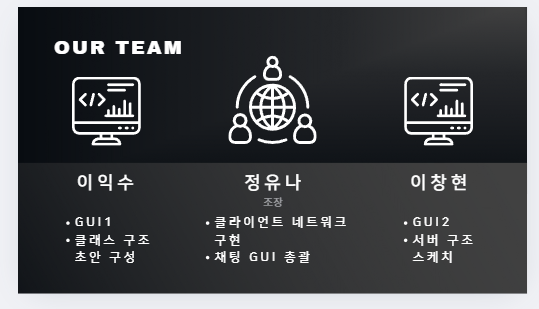 OUR TEAM
</>
</>
이익수
정유나
이창현
조장
• GUI1
• 클래스 구조
초안 구성
• 클라이언트 네트워크
구현
• 채팅 GUI 총괄
• GUI2
• 서버 구조
스케치